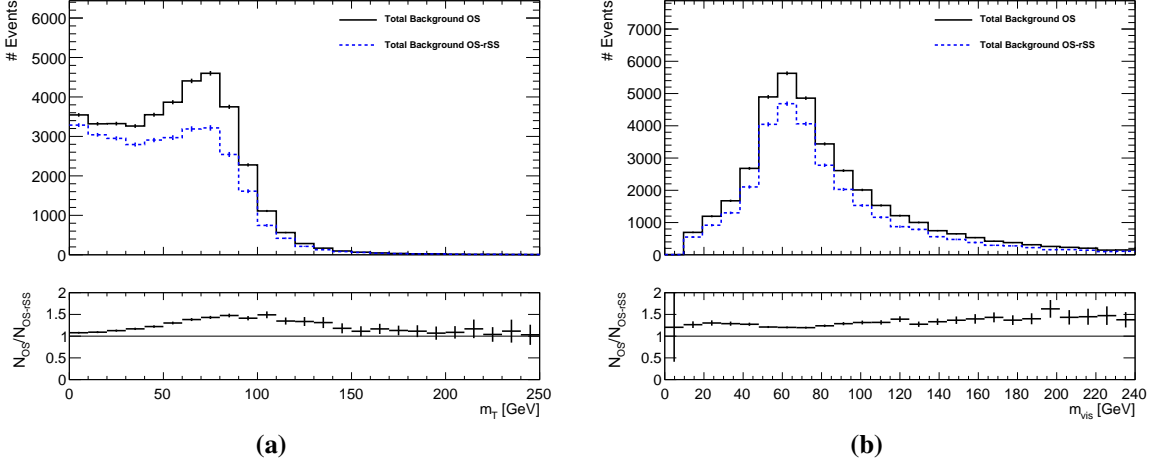 # Events
6000
5000
4000
3000
2000
1000
0
Total Background OS
Total Background OS-rSS
N_OS/N_OS-rSS
2
1.5
1
0.5
0
0 50 100 150 200 250
m_T [GeV]
(a)
# Events
7000
6000
5000
4000
3000
2000
1000
0
Total Background OS
Total Background OS-rSS
N_OS/N_OS-rSS
2
1.5
1
0.5
0
0 20 40 60 80 100 120 140 160 180 200 220 240
m_vis [GeV]
(b)